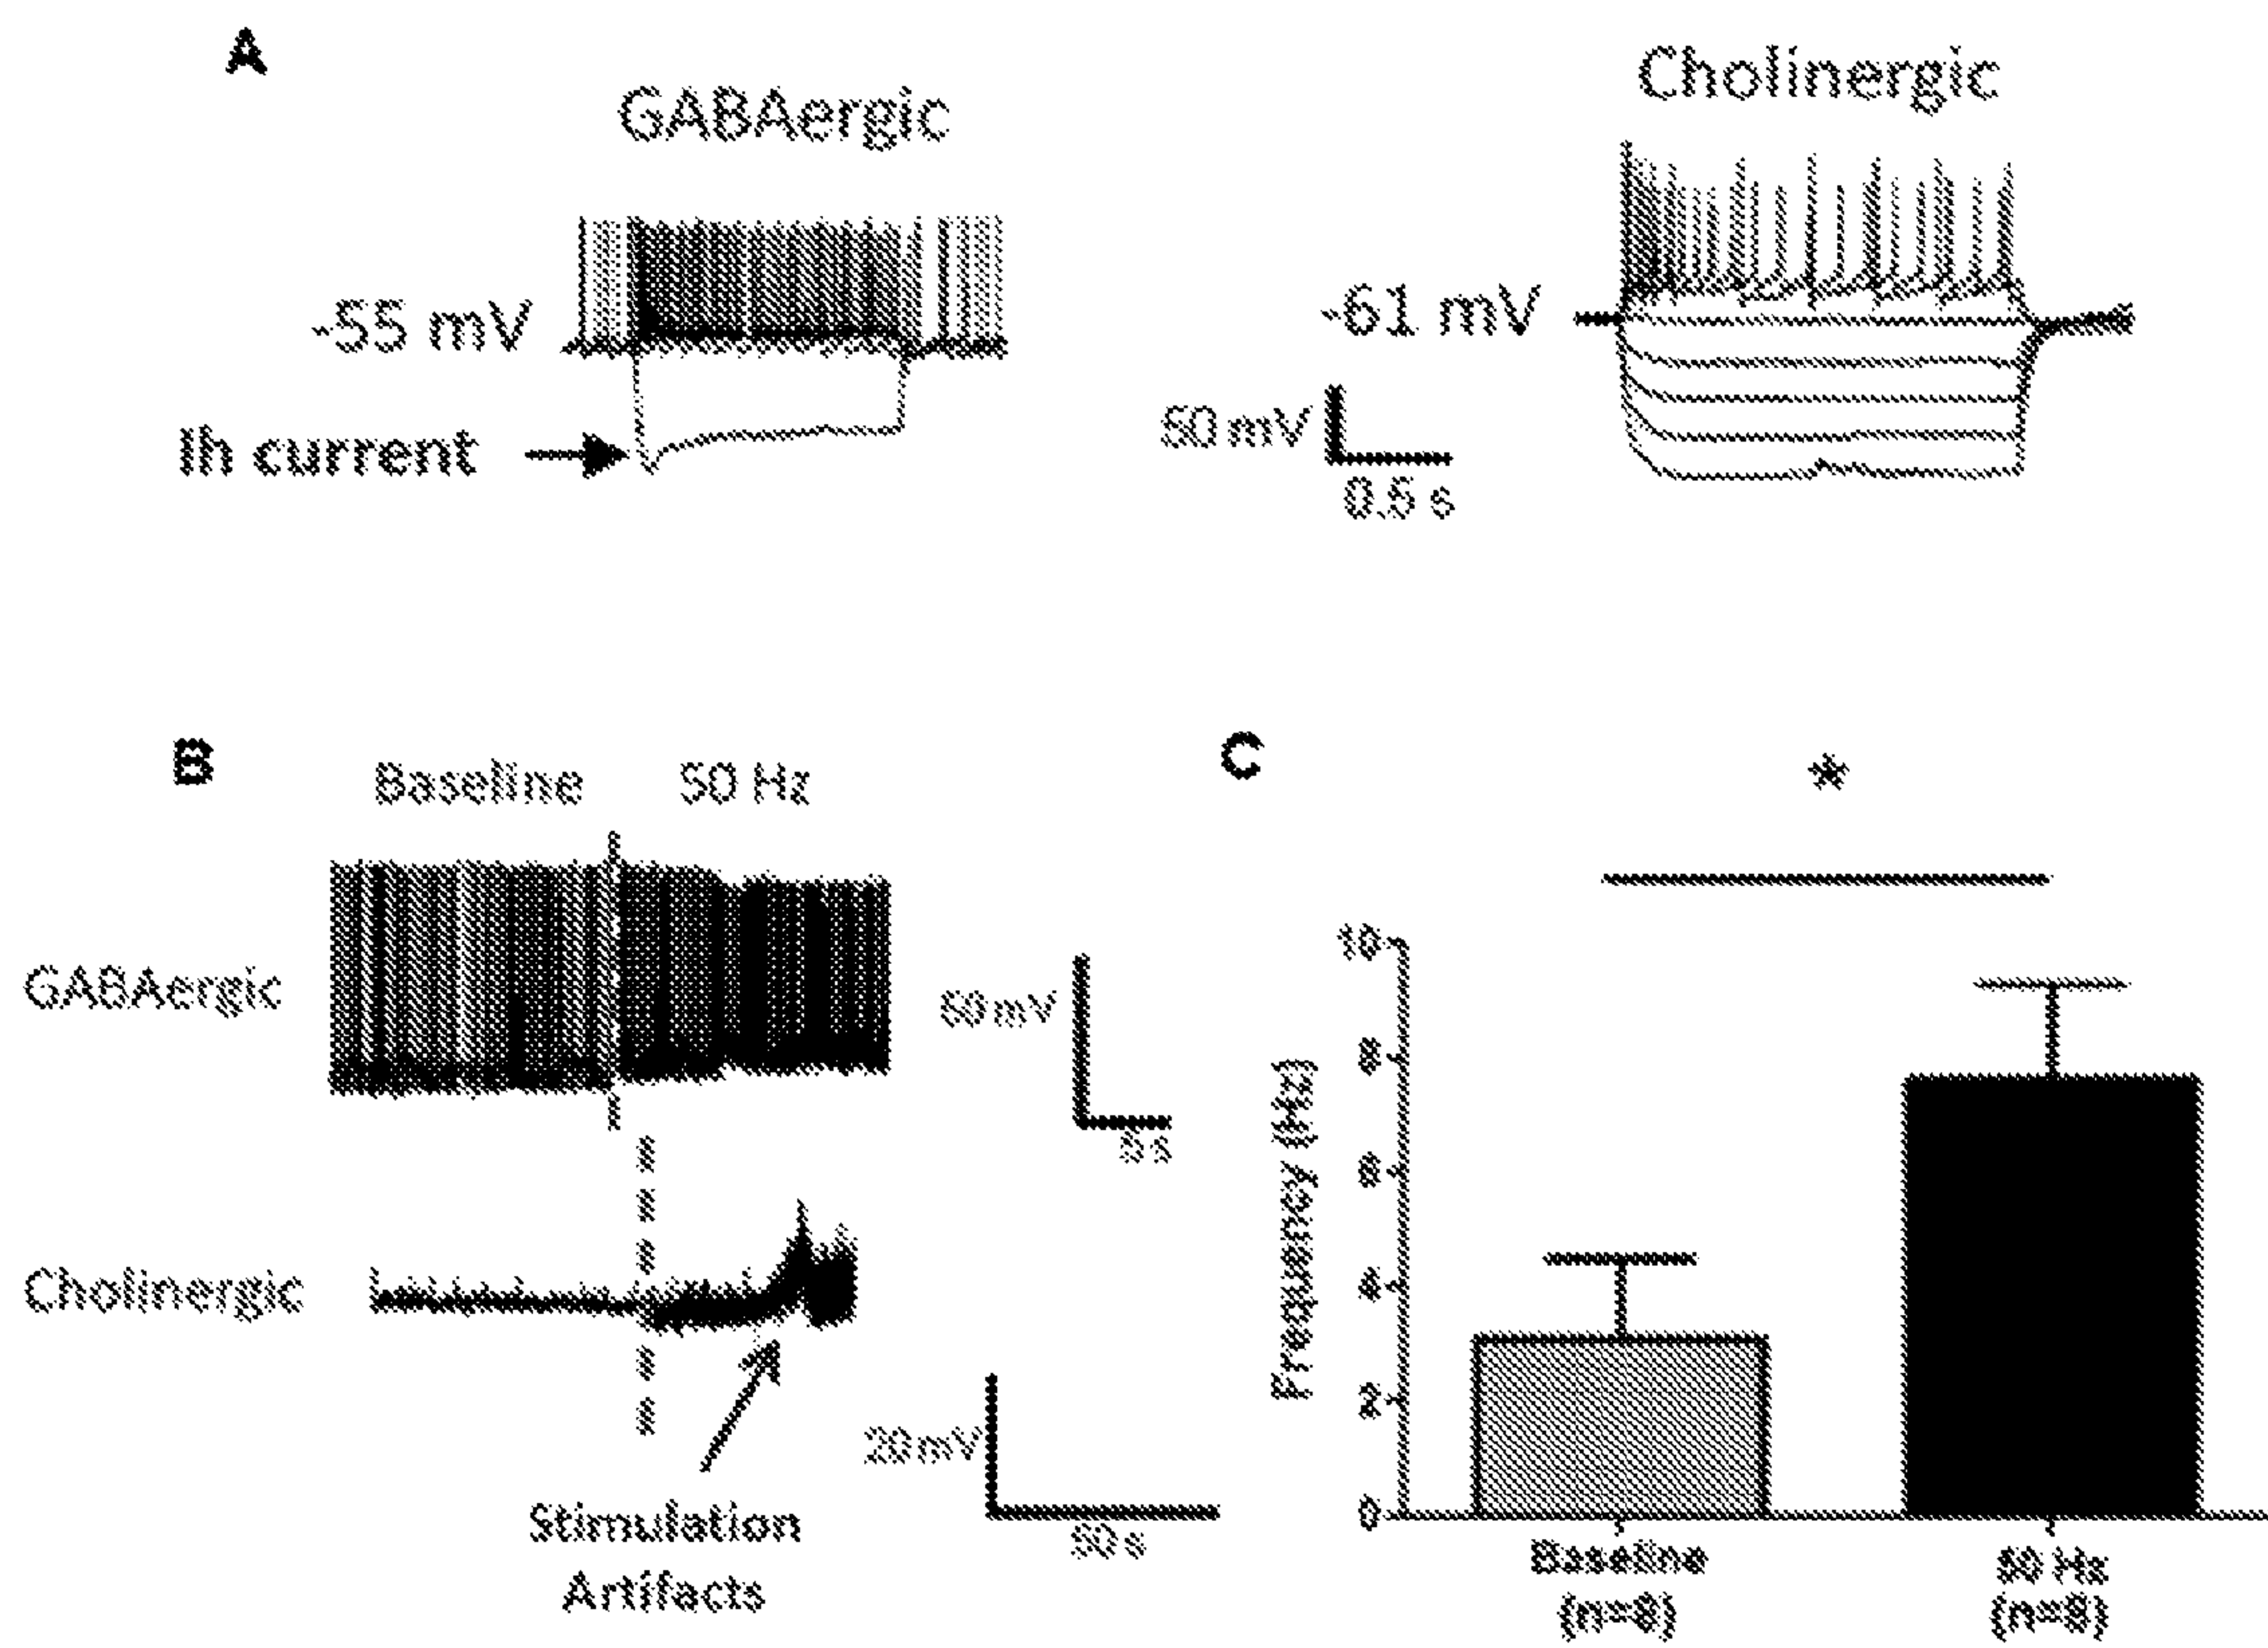 A
GABAergic
Cholinergic
-55 mV
-61 mV
Ih current
50 mV
0.5 s
B
Baseline
50 Hz
GABAergic
50 mV
Cholinergic
20 mV
50 s
Stimulation
Artifacts
C
*
Frequency (Hz)
10
8
6
4
2
0
Baseline
(n=8)
50 Hz
(n=8)